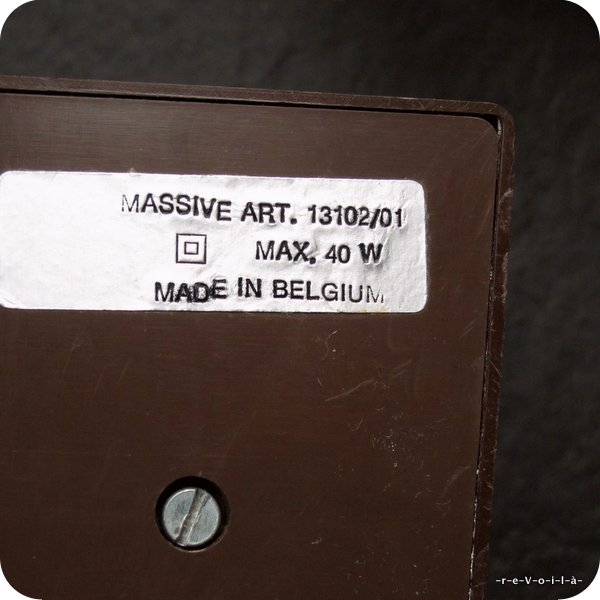 MASSIVE ART. 13102/01
MAX. 40 W
MADE IN BELGIUM
-r-e-V-o-i-l-à-